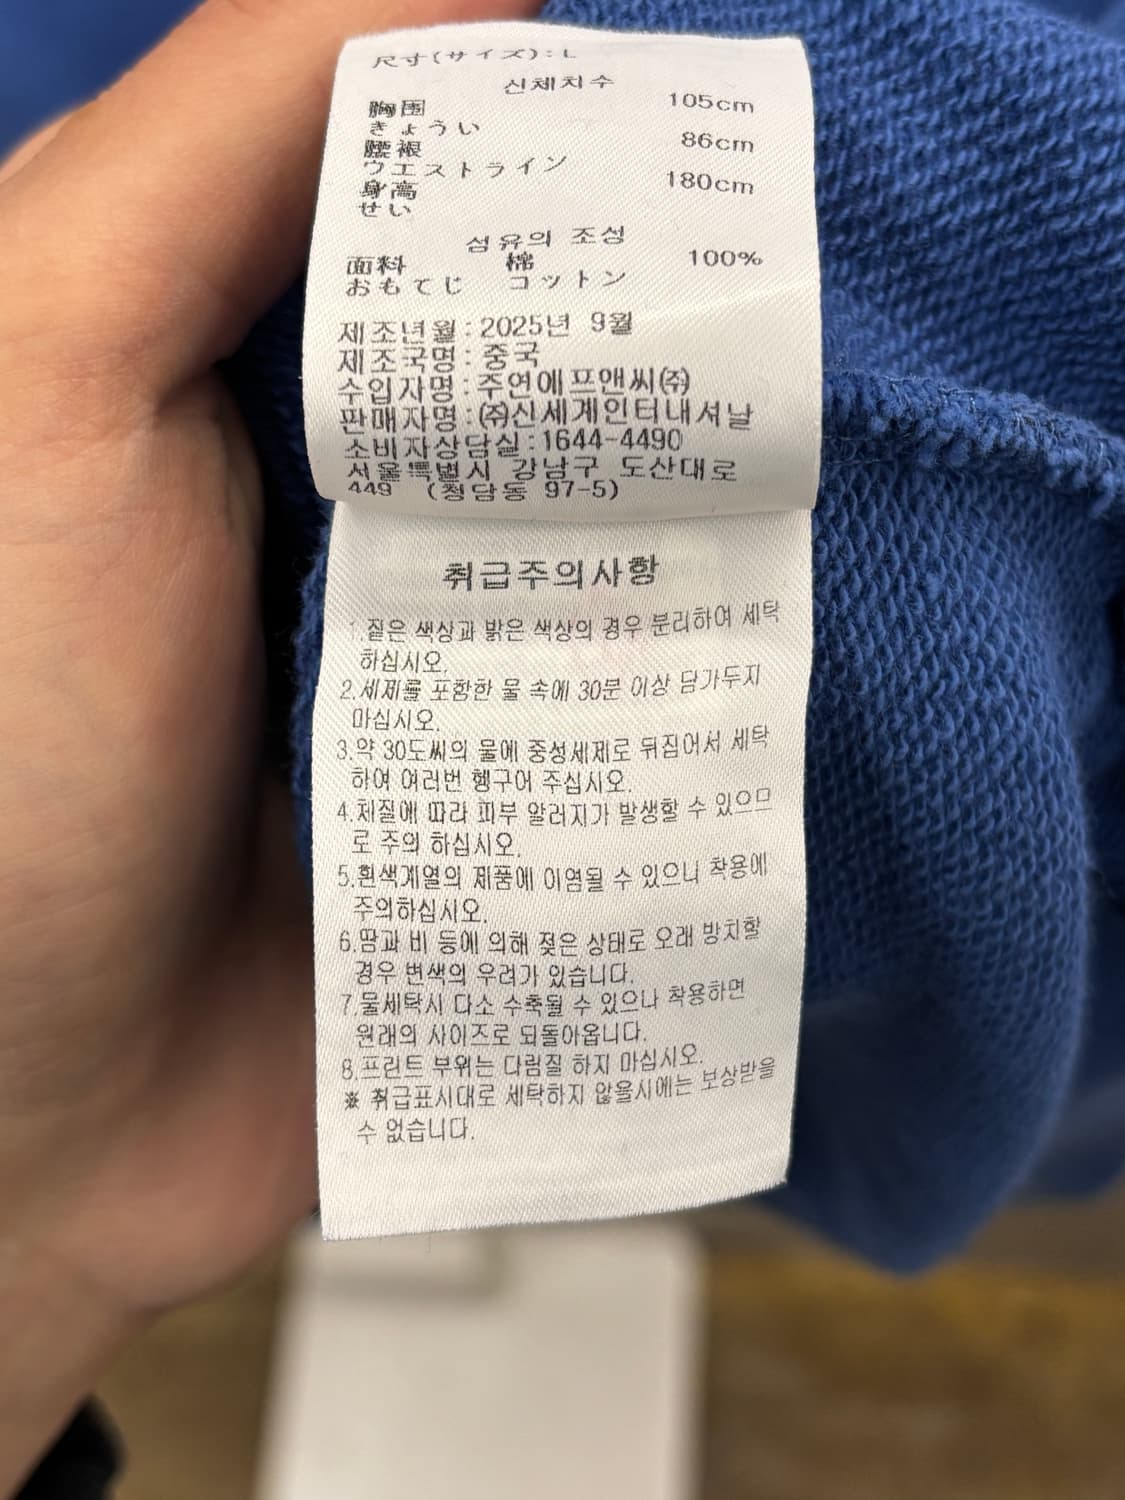 尺寸(サイズ): L
신체치수
胸围 105cm
きょうい
腰裉 86cm
ウエストライン
身高 180cm
せい
섬유의 조성
面料 棉 100%
おもてじ コットン
제조년월:2025년 9월
제조국명:중국
수입자명:주연에프앤씨㈜
판매자명:㈜신세계인터내셔날
소비자상담실:1644-4490
서울특별시 강남구 도산대로
449 (청담동 97-5)
취급주의사항
1.짙은 색상과 밝은 색상의 경우 분리하여 세탁
하십시오.
2.세제를 포함한 물 속에 30분 이상 담가두지
마십시오.
3.약 30도씨의 물에 중성세제로 뒤집어서 세탁
하여 여러번 헹구어 주십시오.
4.체질에 따라 피부 알러지가 발생할 수 있으므
로 주의 하십시오.
5.흰색계열의 제품에 이염될 수 있으니 착용에
주의하십시오.
6.땀과 비 등에 의해 젖은 상태로 오래 방치할
경우 변색의 우려가 있습니다.
7.물세탁시 다소 수축될 수 있으나 착용하면
원래의 사이즈로 되돌아옵니다.
8.프린트 부위는 다림질 하지 마십시오.
※ 취급표시대로 세탁하지 않을시에는 보상받을
수 없습니다.